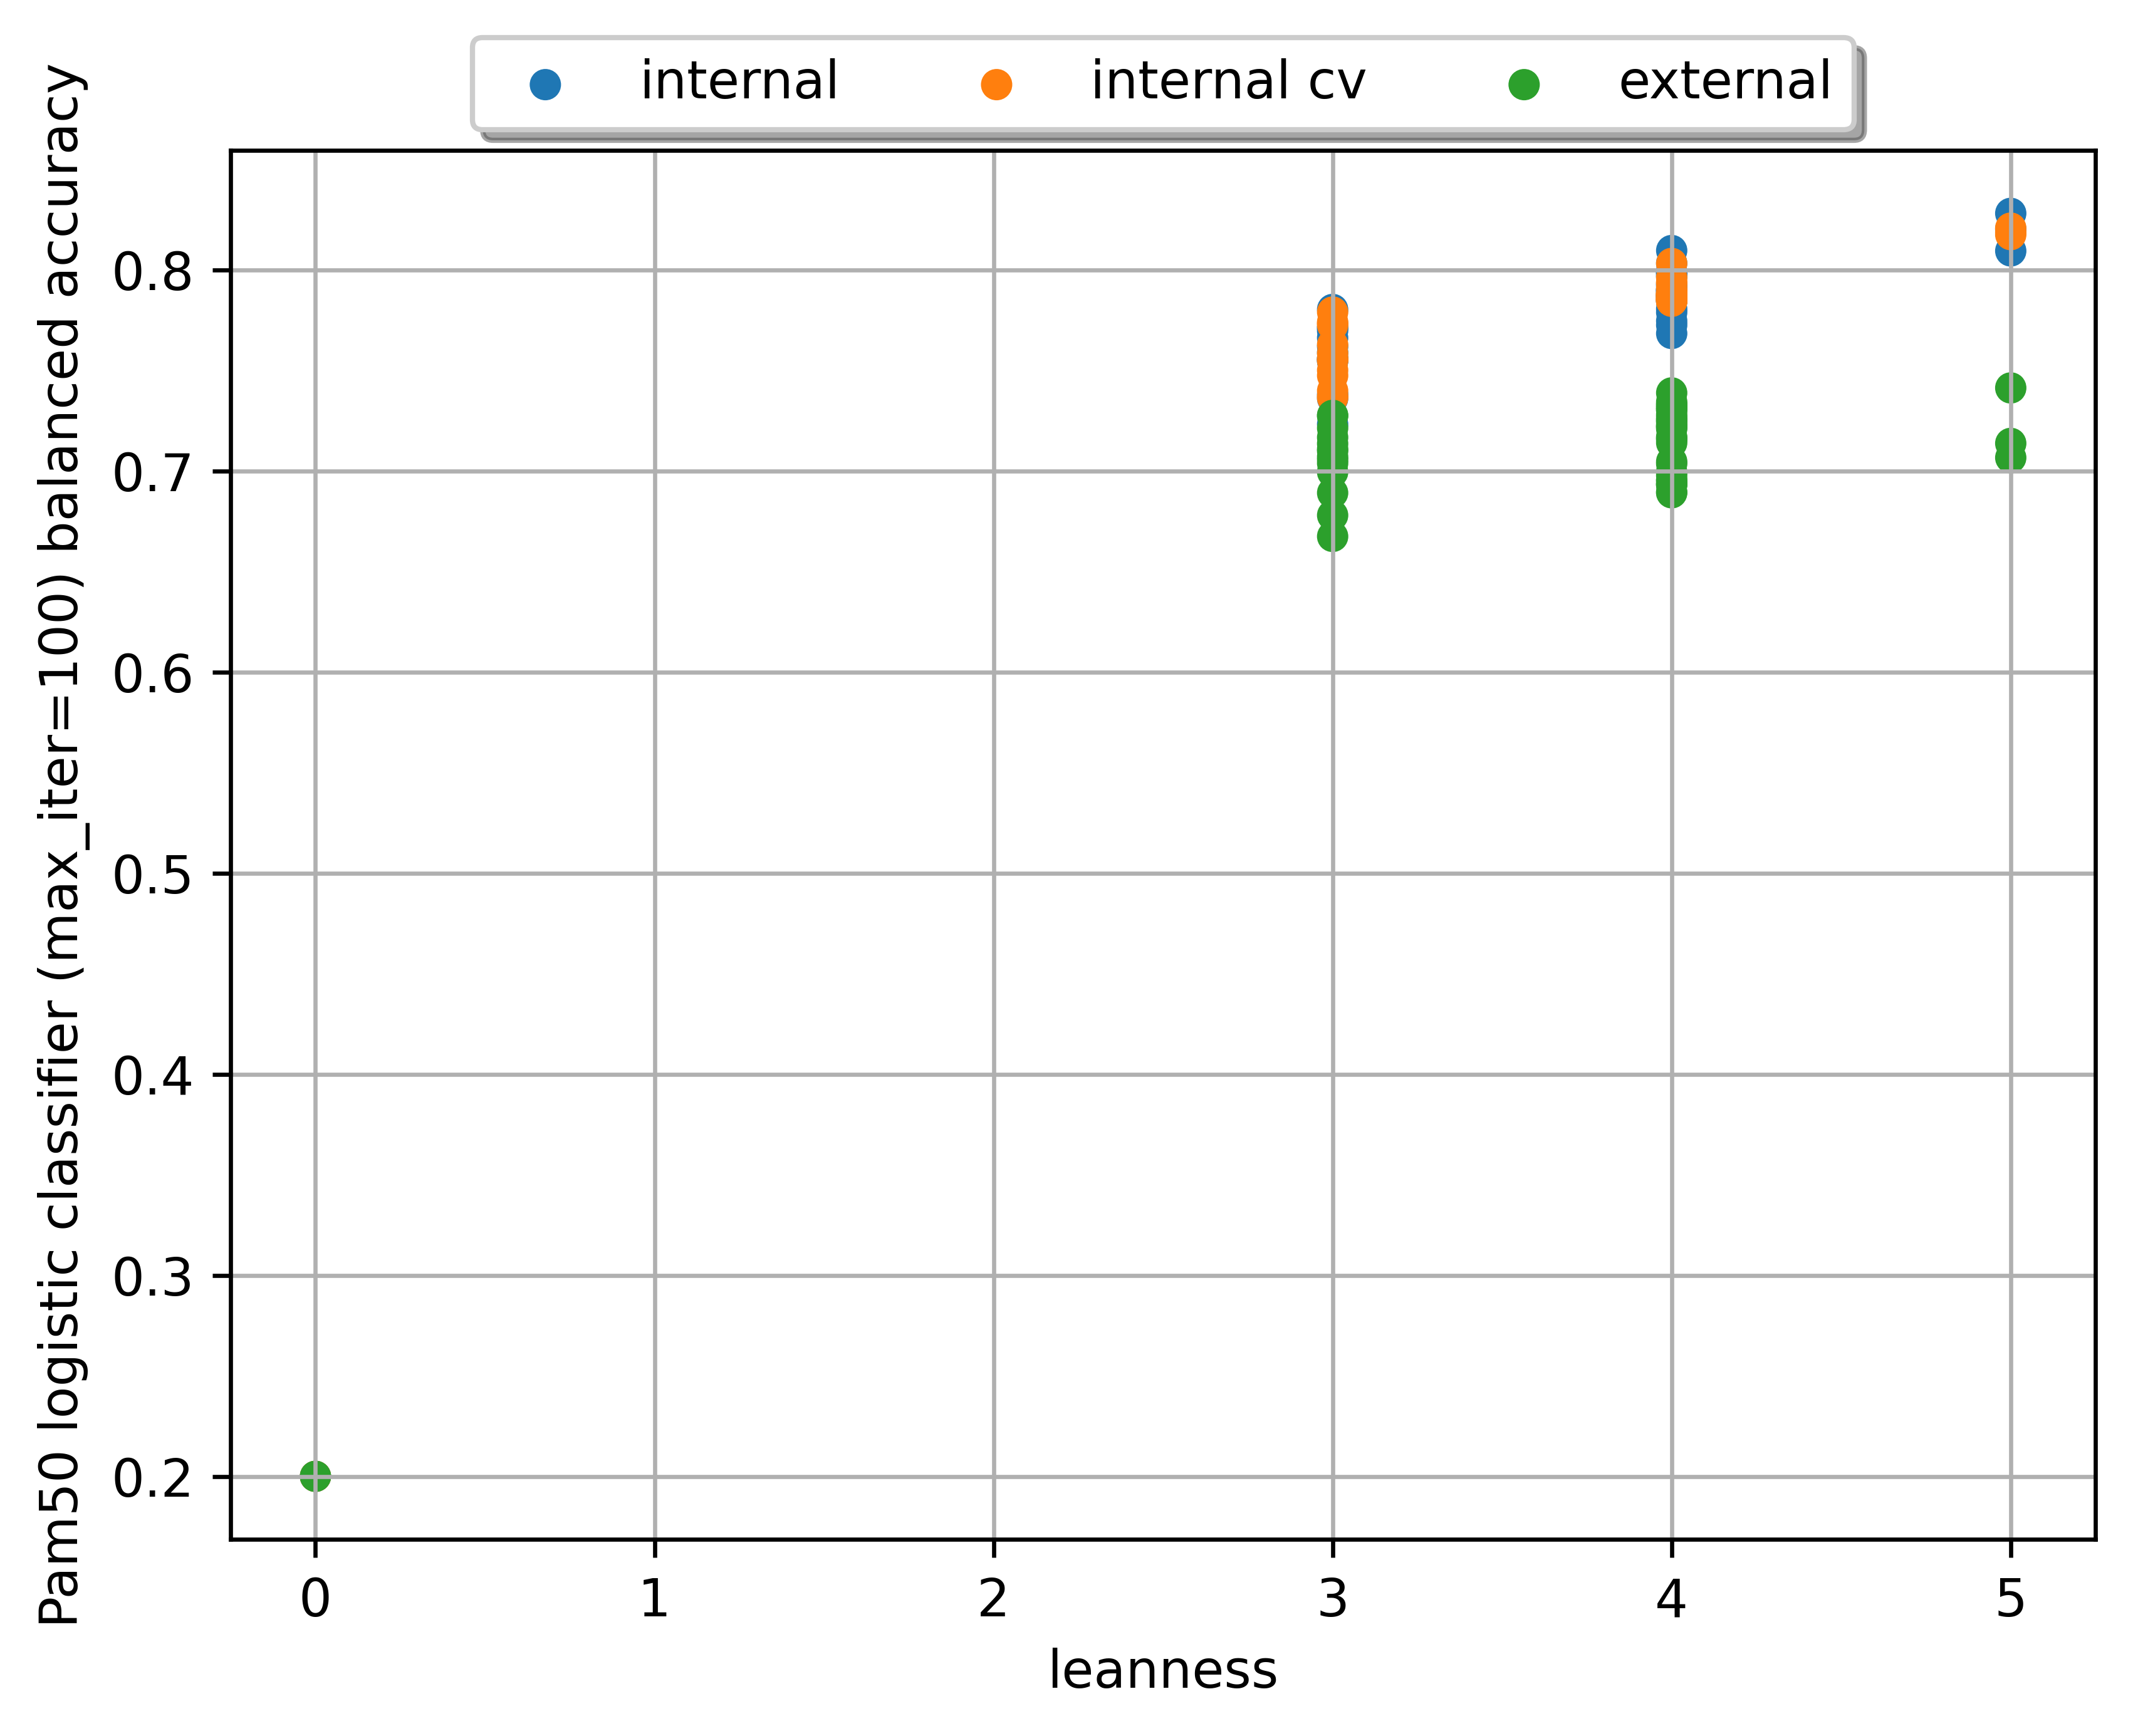 internal
internal cv
external
Pam50 logistic classifier (max_iter=100) balanced accuracy
0.8
0.7
0.6
0.5
0.4
0.3
0.2
0
1
2
3
4
5
leanness